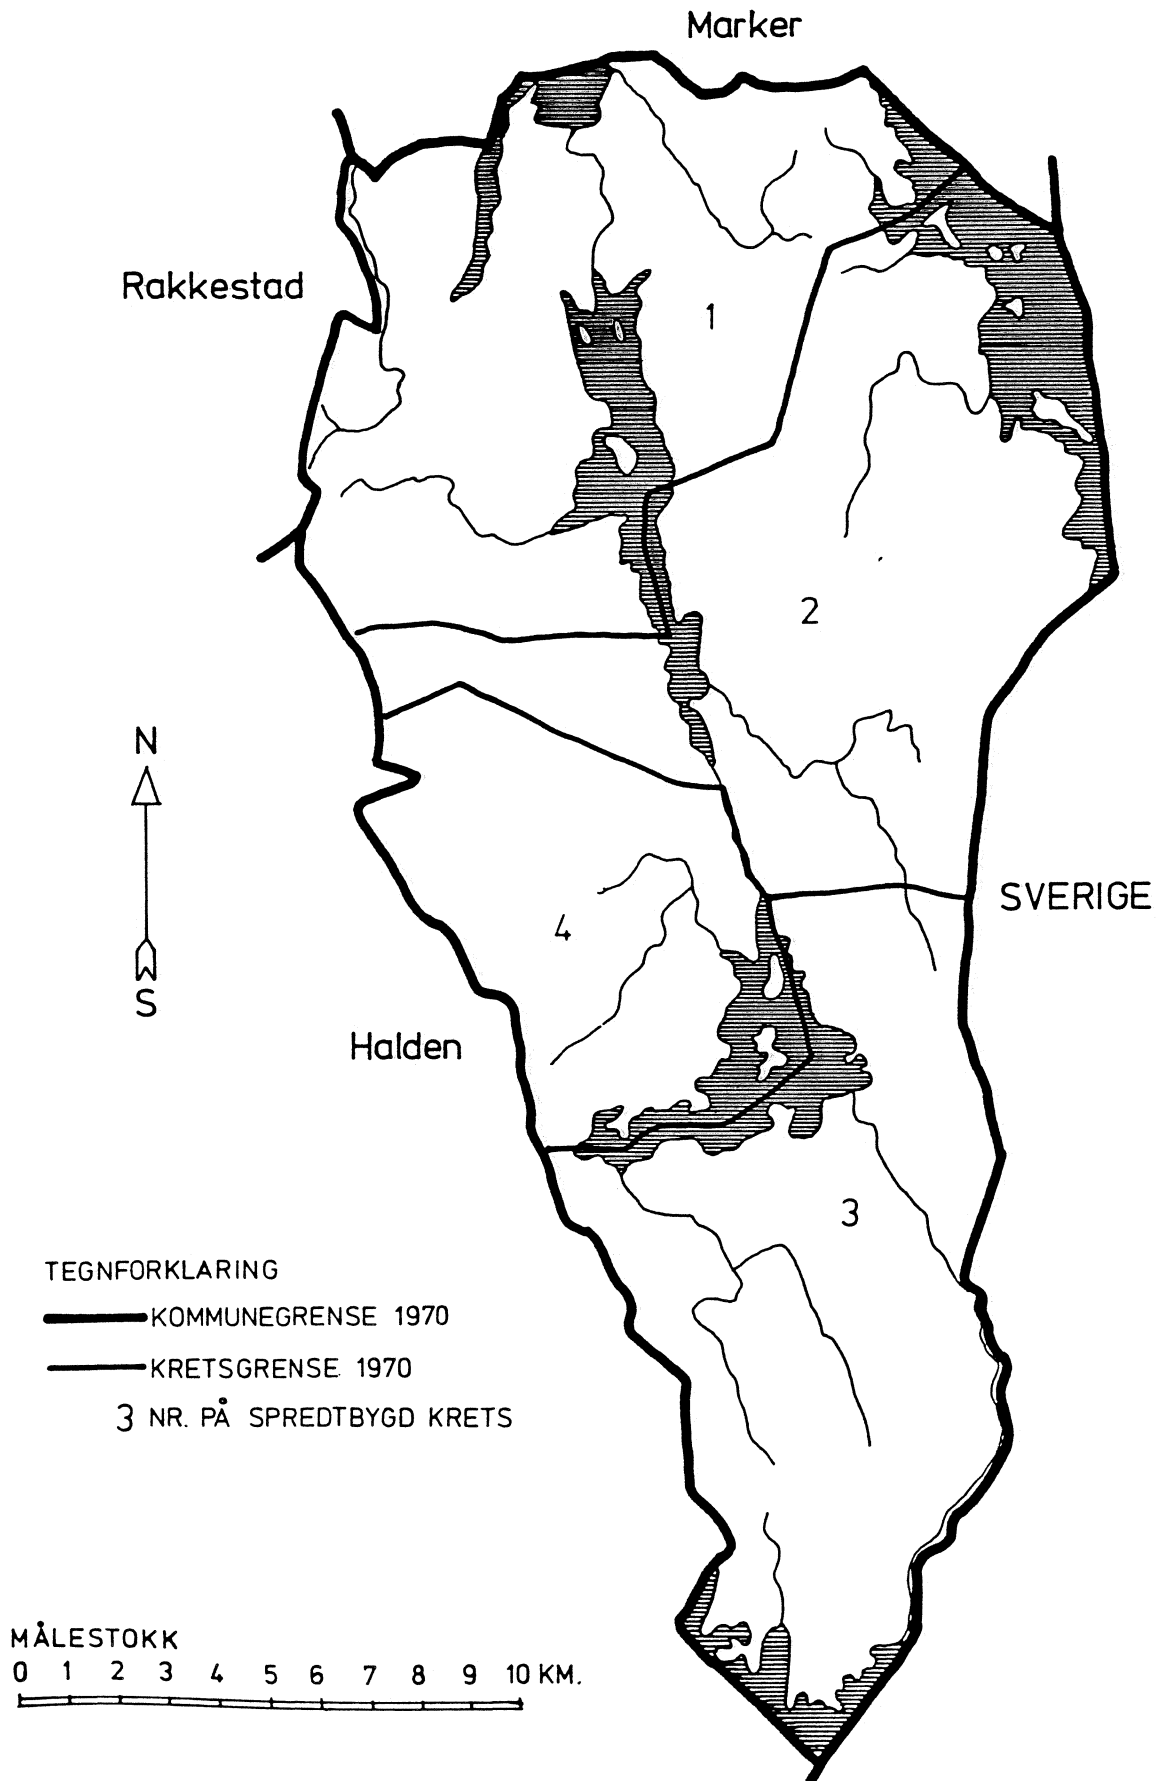 Marker
Rakkestad
1
2
N
S
SVERIGE
4
Halden
3
TEGNFORKLARING
KOMMUNEGRENSE 1970
KRETSGRENSE 1970
3 NR. PÅ SPREDTBYGD KRETS
MÅLESTOKK
0 1 2 3 4 5 6 7 8 9 10 KM.